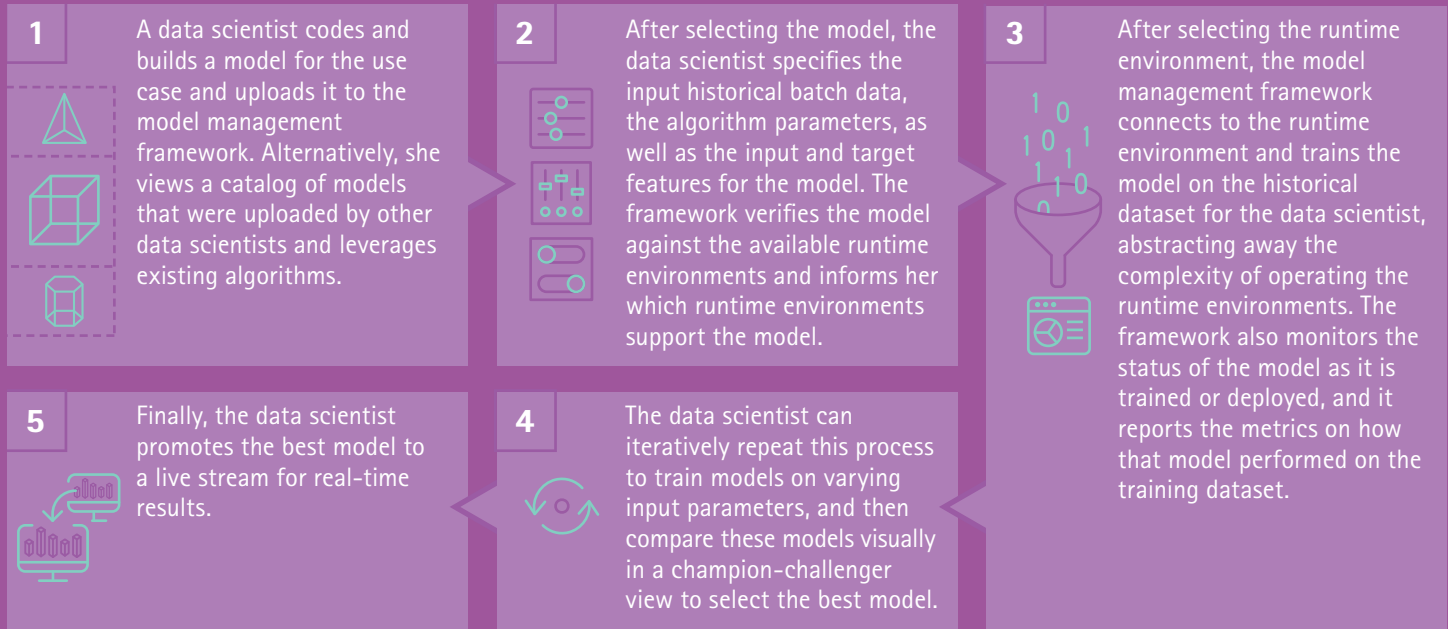 1
A data scientist codes and
builds a model for the use
case and uploads it to the
model management
framework. Alternatively, she
views a catalog of models
that were uploaded by other
data scientists and leverages
existing algorithms.
2
After selecting the model, the
data scientist specifies the
input historical batch data,
the algorithm parameters, as
well as the input and target
features for the model. The
framework verifies the model
against the available runtime
environments and informs her
which runtime environments
support the model.
3
1 0
1 0 1
1 1
1 0
0
After selecting the runtime
environment, the model
management framework
connects to the runtime
environment and trains the
model on the historical
dataset for the data scientist,
abstracting away the
complexity of operating the
runtime environments. The
framework also monitors the
status of the model as it is
trained or deployed, and it
reports the metrics on how
that model performed on the
training dataset.
4
The data scientist can
iteratively repeat this process
to train models on varying
input parameters, and then
compare these models visually
in a champion-challenger
view to select the best model.
5
Finally, the data scientist
promotes the best model to
a live stream for real-time
results.